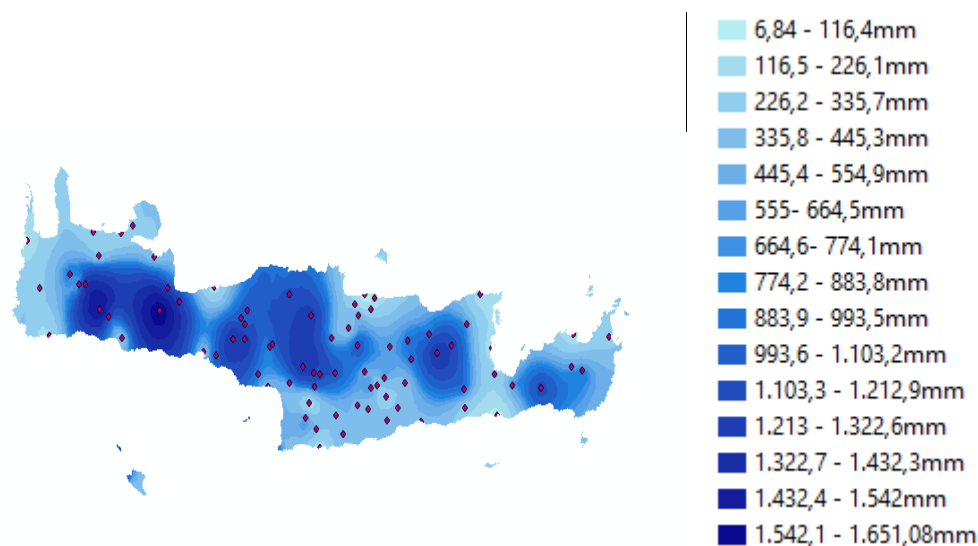 6,84 - 116,4mm
116,5 - 226,1mm
226,2 - 335,7mm
335,8 - 445,3mm
445,4 - 554,9mm
555- 664,5mm
664,6- 774,1mm
774,2 - 883,8mm
883,9 - 993,5mm
993,6 - 1.103,2mm
1.103,3 - 1.212,9mm
1.213 - 1.322,6mm
1.322,7 - 1.432,3mm
1.432,4 - 1.542mm
1.542,1 - 1.651,08mm